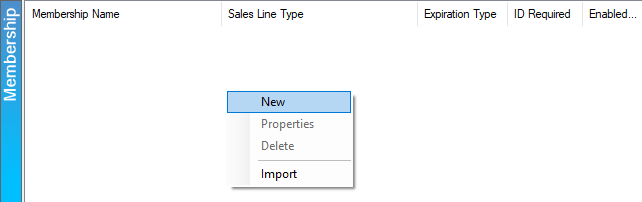 Membership
Membership Name Sales Line Type Expiration Type ID Required Enabled...
New
Properties
Delete
Import